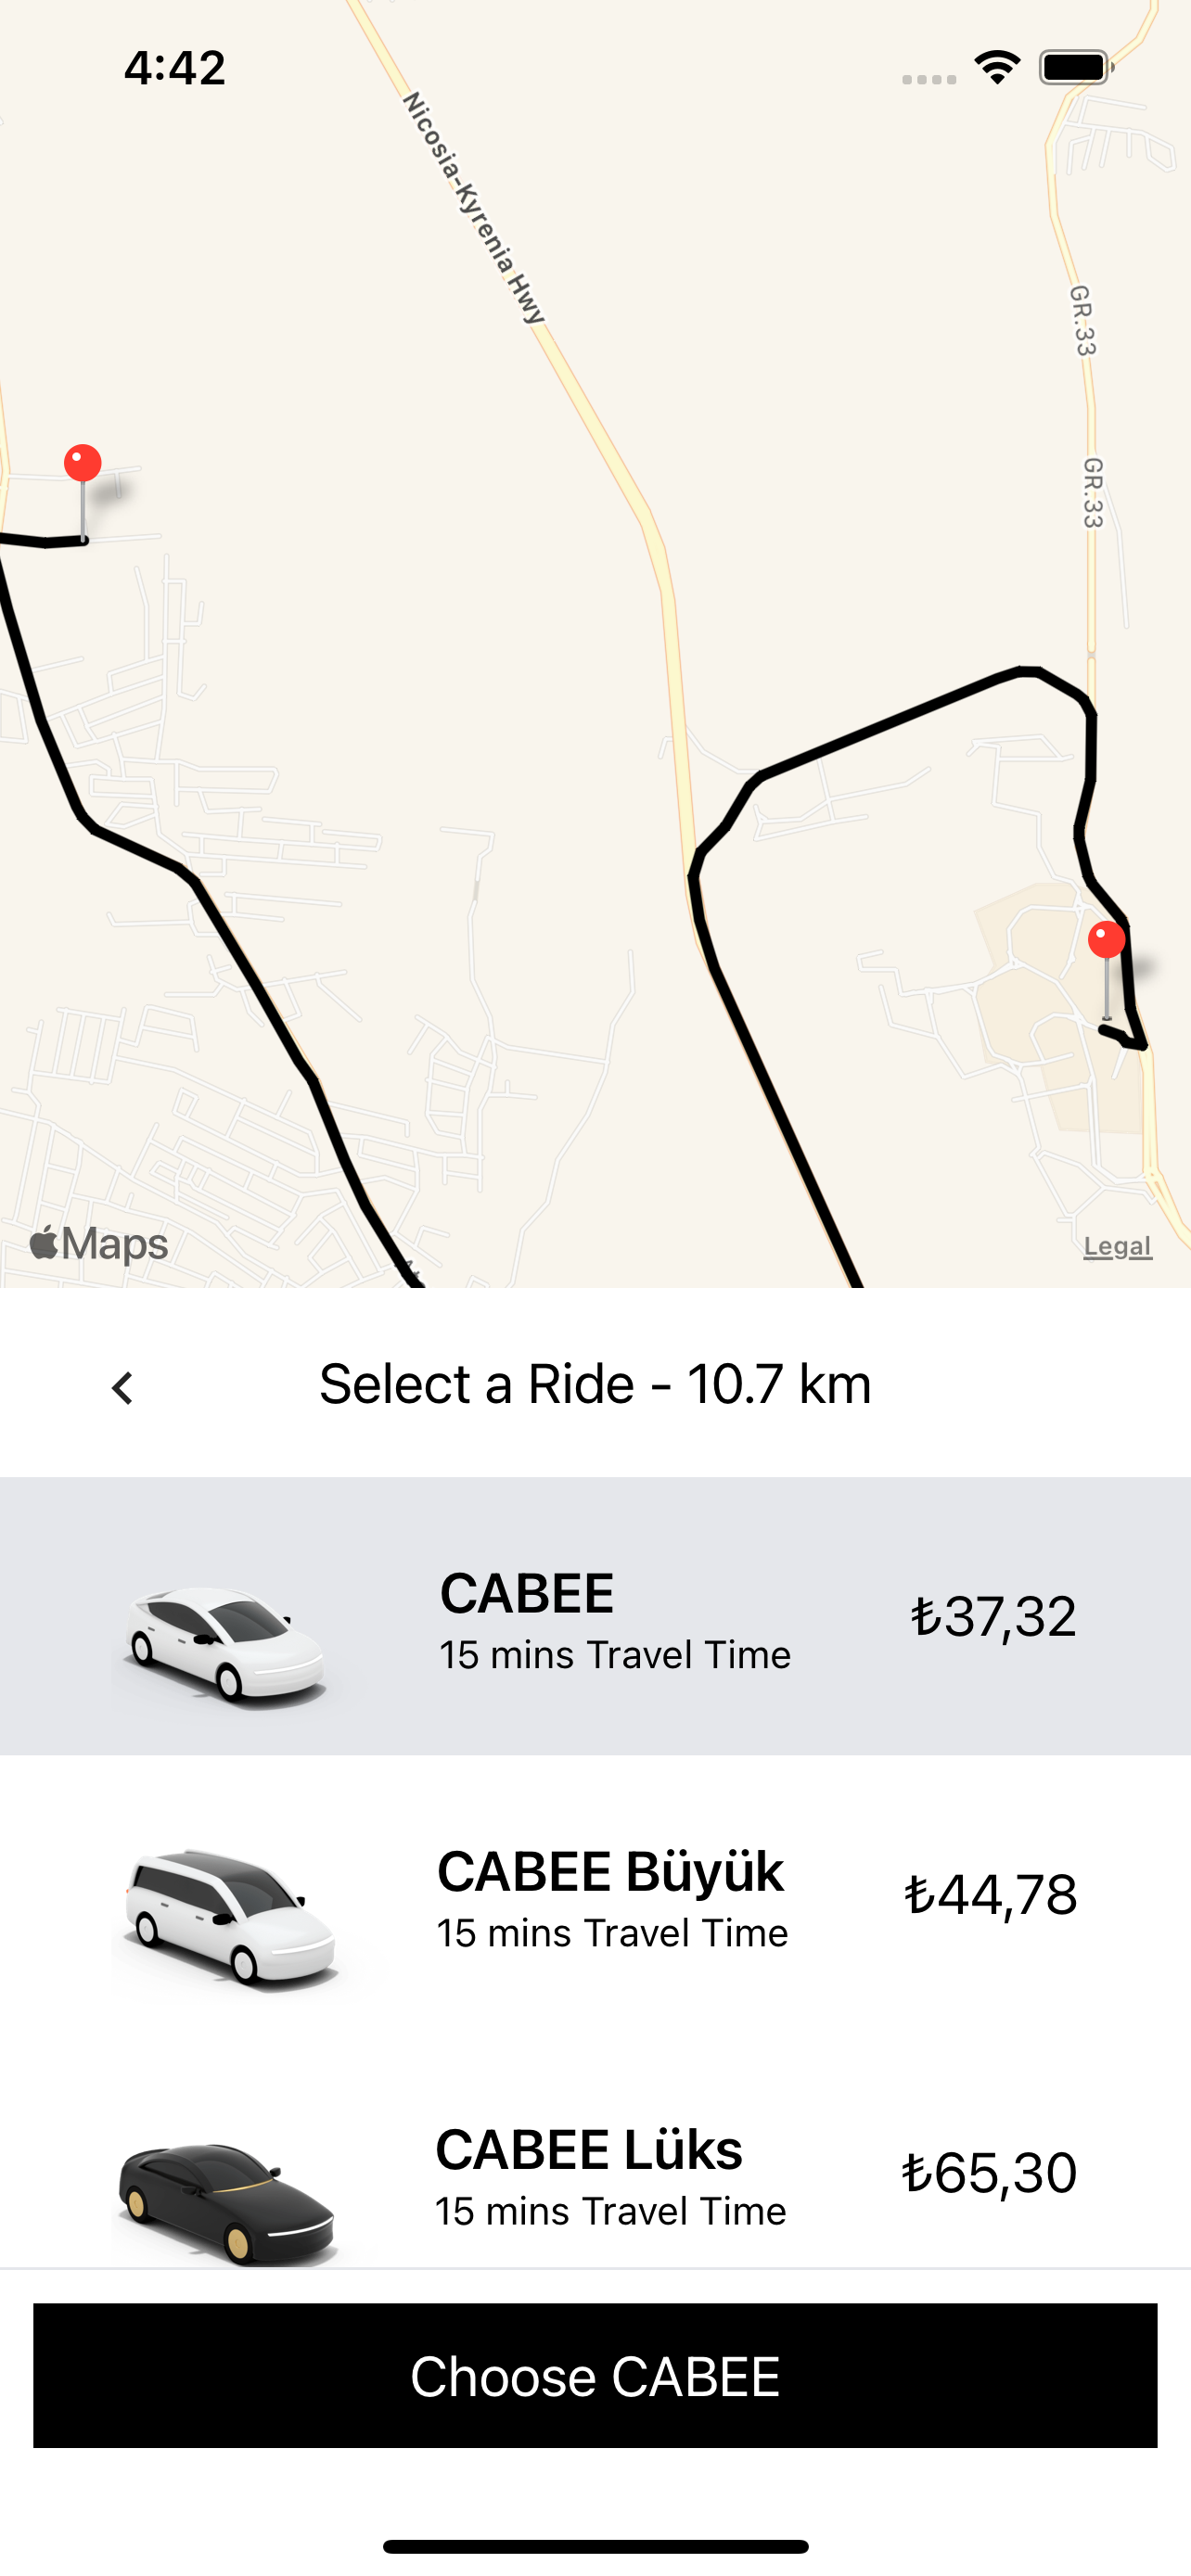 4:42
Nicosia-Kyrenia Hwy
GR.33
GR.33
Maps
Legal
Select a Ride - 10.7 km
CABEE
15 mins Travel Time
₺37,32
CABEE Büyük
15 mins Travel Time
₺44,78
CABEE Lüks
15 mins Travel Time
₺65,30
Choose CABEE